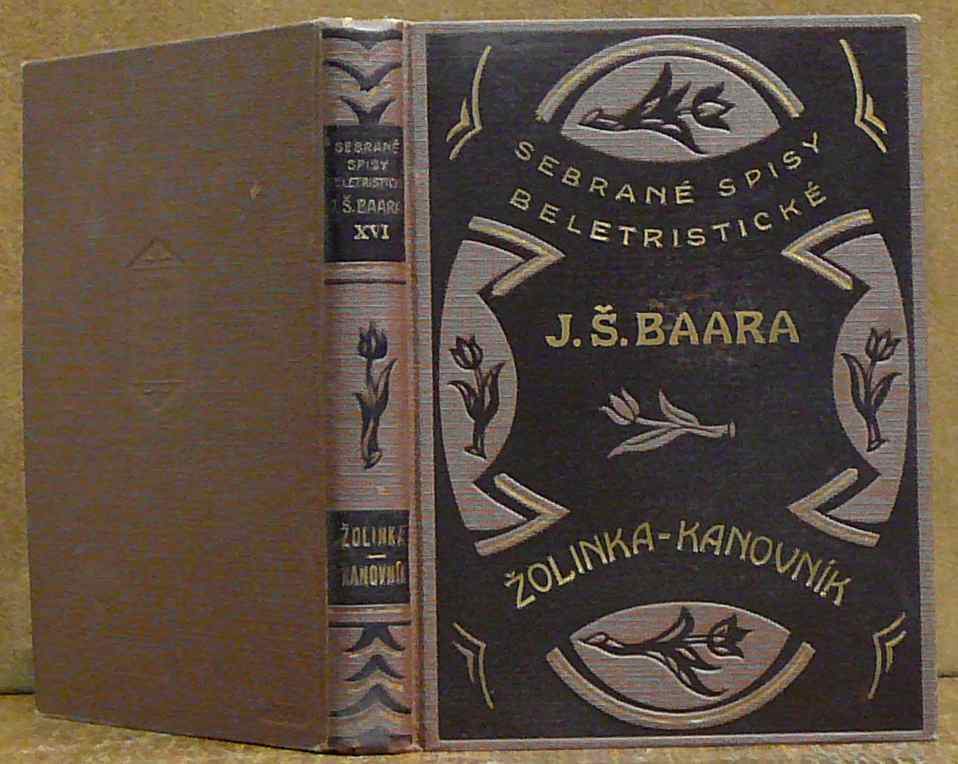 SEBRANÉ
SPISY
BELETRISTICKÉ
J.Š.BAARA
XVI
ŽOLINKA
—
KANOVNÍK
SEBRANÉ SPISY
BELETRISTICKÉ
J.Š.BAARA
ŽOLINKA-KANOVNÍK